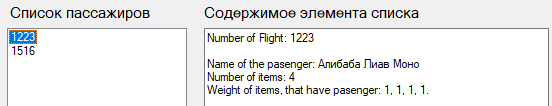 Список пассажиров
Содержимое элемента списка
1223
1516
Number of Flight: 1223
Name of the pasenger: Алибаба Лиав Моно
Number of items: 4
Weight of items, that have pasenger: 1, 1, 1, 1.